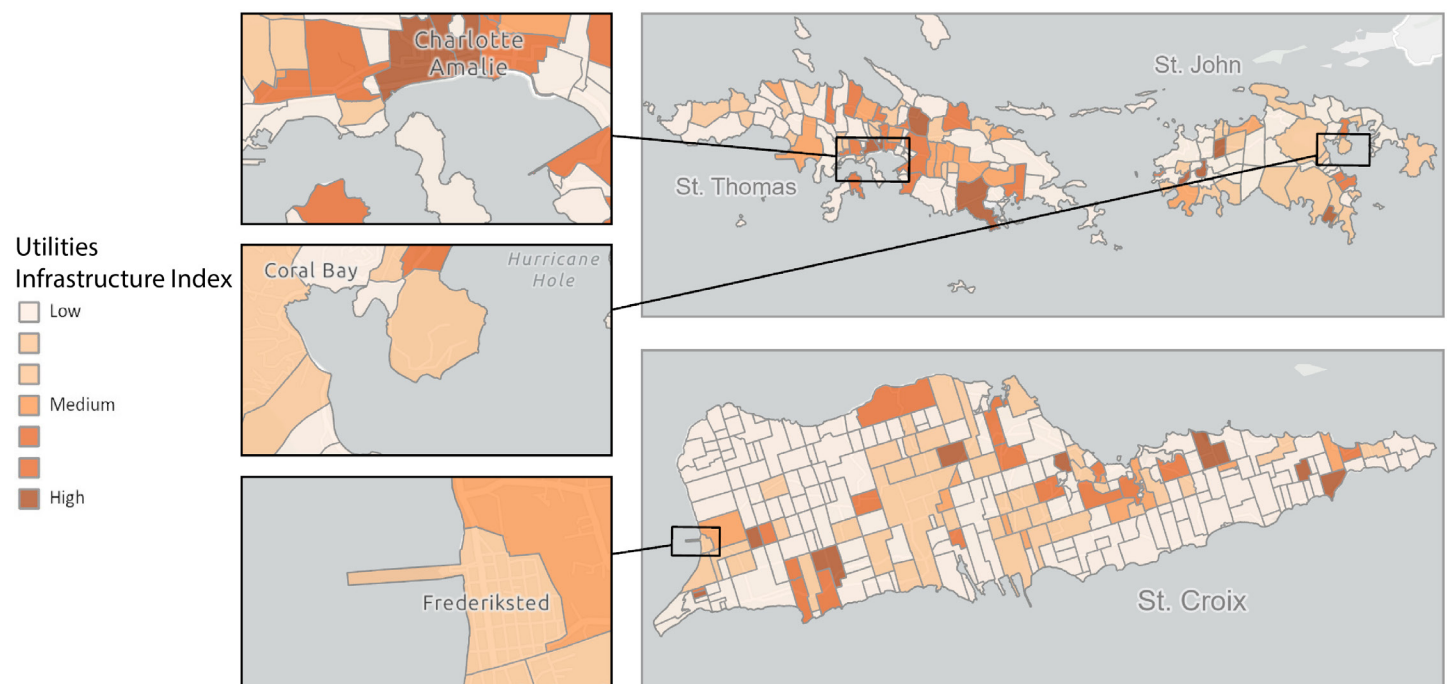 Utilities
Infrastructure Index
Low
Medium
High
Charlotte
Amalie
Coral Bay
Hurricane
Hole
Frederiksted
St. Thomas
St. John
St. Croix